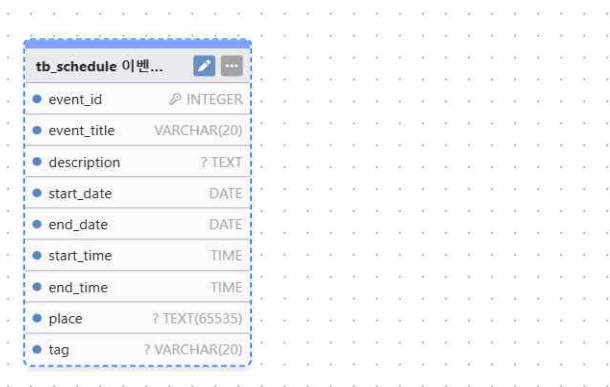 tb_schedule 이벤...
event_id INTEGER
event_title VARCHAR(20)
description ? TEXT
start_date DATE
end_date DATE
start_time TIME
end_time TIME
place ? TEXT(65535)
tag ? VARCHAR(20)